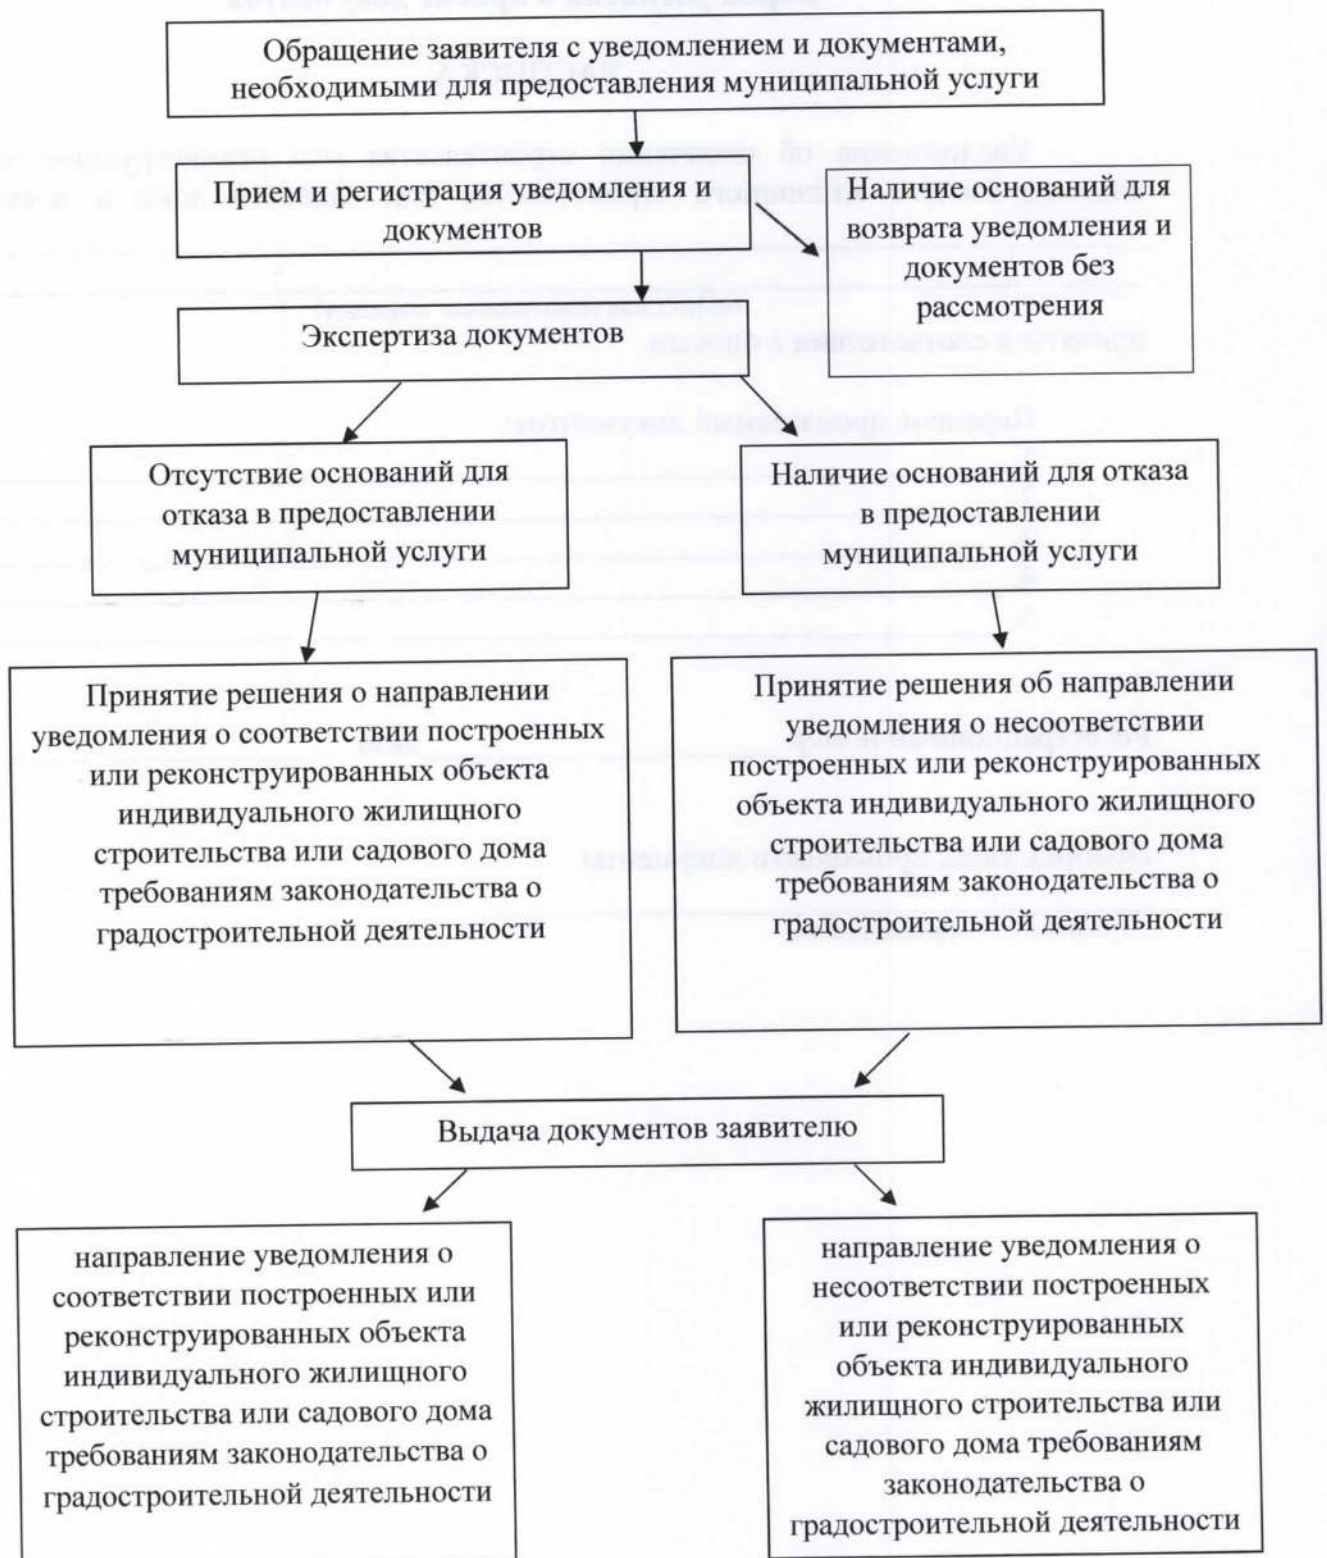 Обращение заявителя с уведомлением и документами,
необходимыми для предоставления муниципальной услуги
Прием и регистрация уведомления и
документов
Наличие оснований для
возврата уведомления и
документов без
рассмотрения
Экспертиза документов
Отсутствие оснований для
отказа в предоставлении
муниципальной услуги
Наличие оснований для отказа
в предоставлении
муниципальной услуги
Принятие решения о направлении
уведомления о соответствии построенных
или реконструированных объекта
индивидуального жилищного
строительства или садового дома
требованиям законодательства о
градостроительной деятельности
Принятие решения об направлении
уведомления о несоответствии
построенных или реконструированных
объекта индивидуального жилищного
строительства или садового дома
требованиям законодательства о
градостроительной деятельности
Выдача документов заявителю
направление уведомления о
соответствии построенных или
реконструированных объекта
индивидуального жилищного
строительства или садового дома
требованиям законодательства о
градостроительной деятельности
направление уведомления о
несоответствии построенных
или реконструированных
объекта индивидуального
жилищного строительства или
садового дома требованиям
законодательства о
градостроительной деятельности